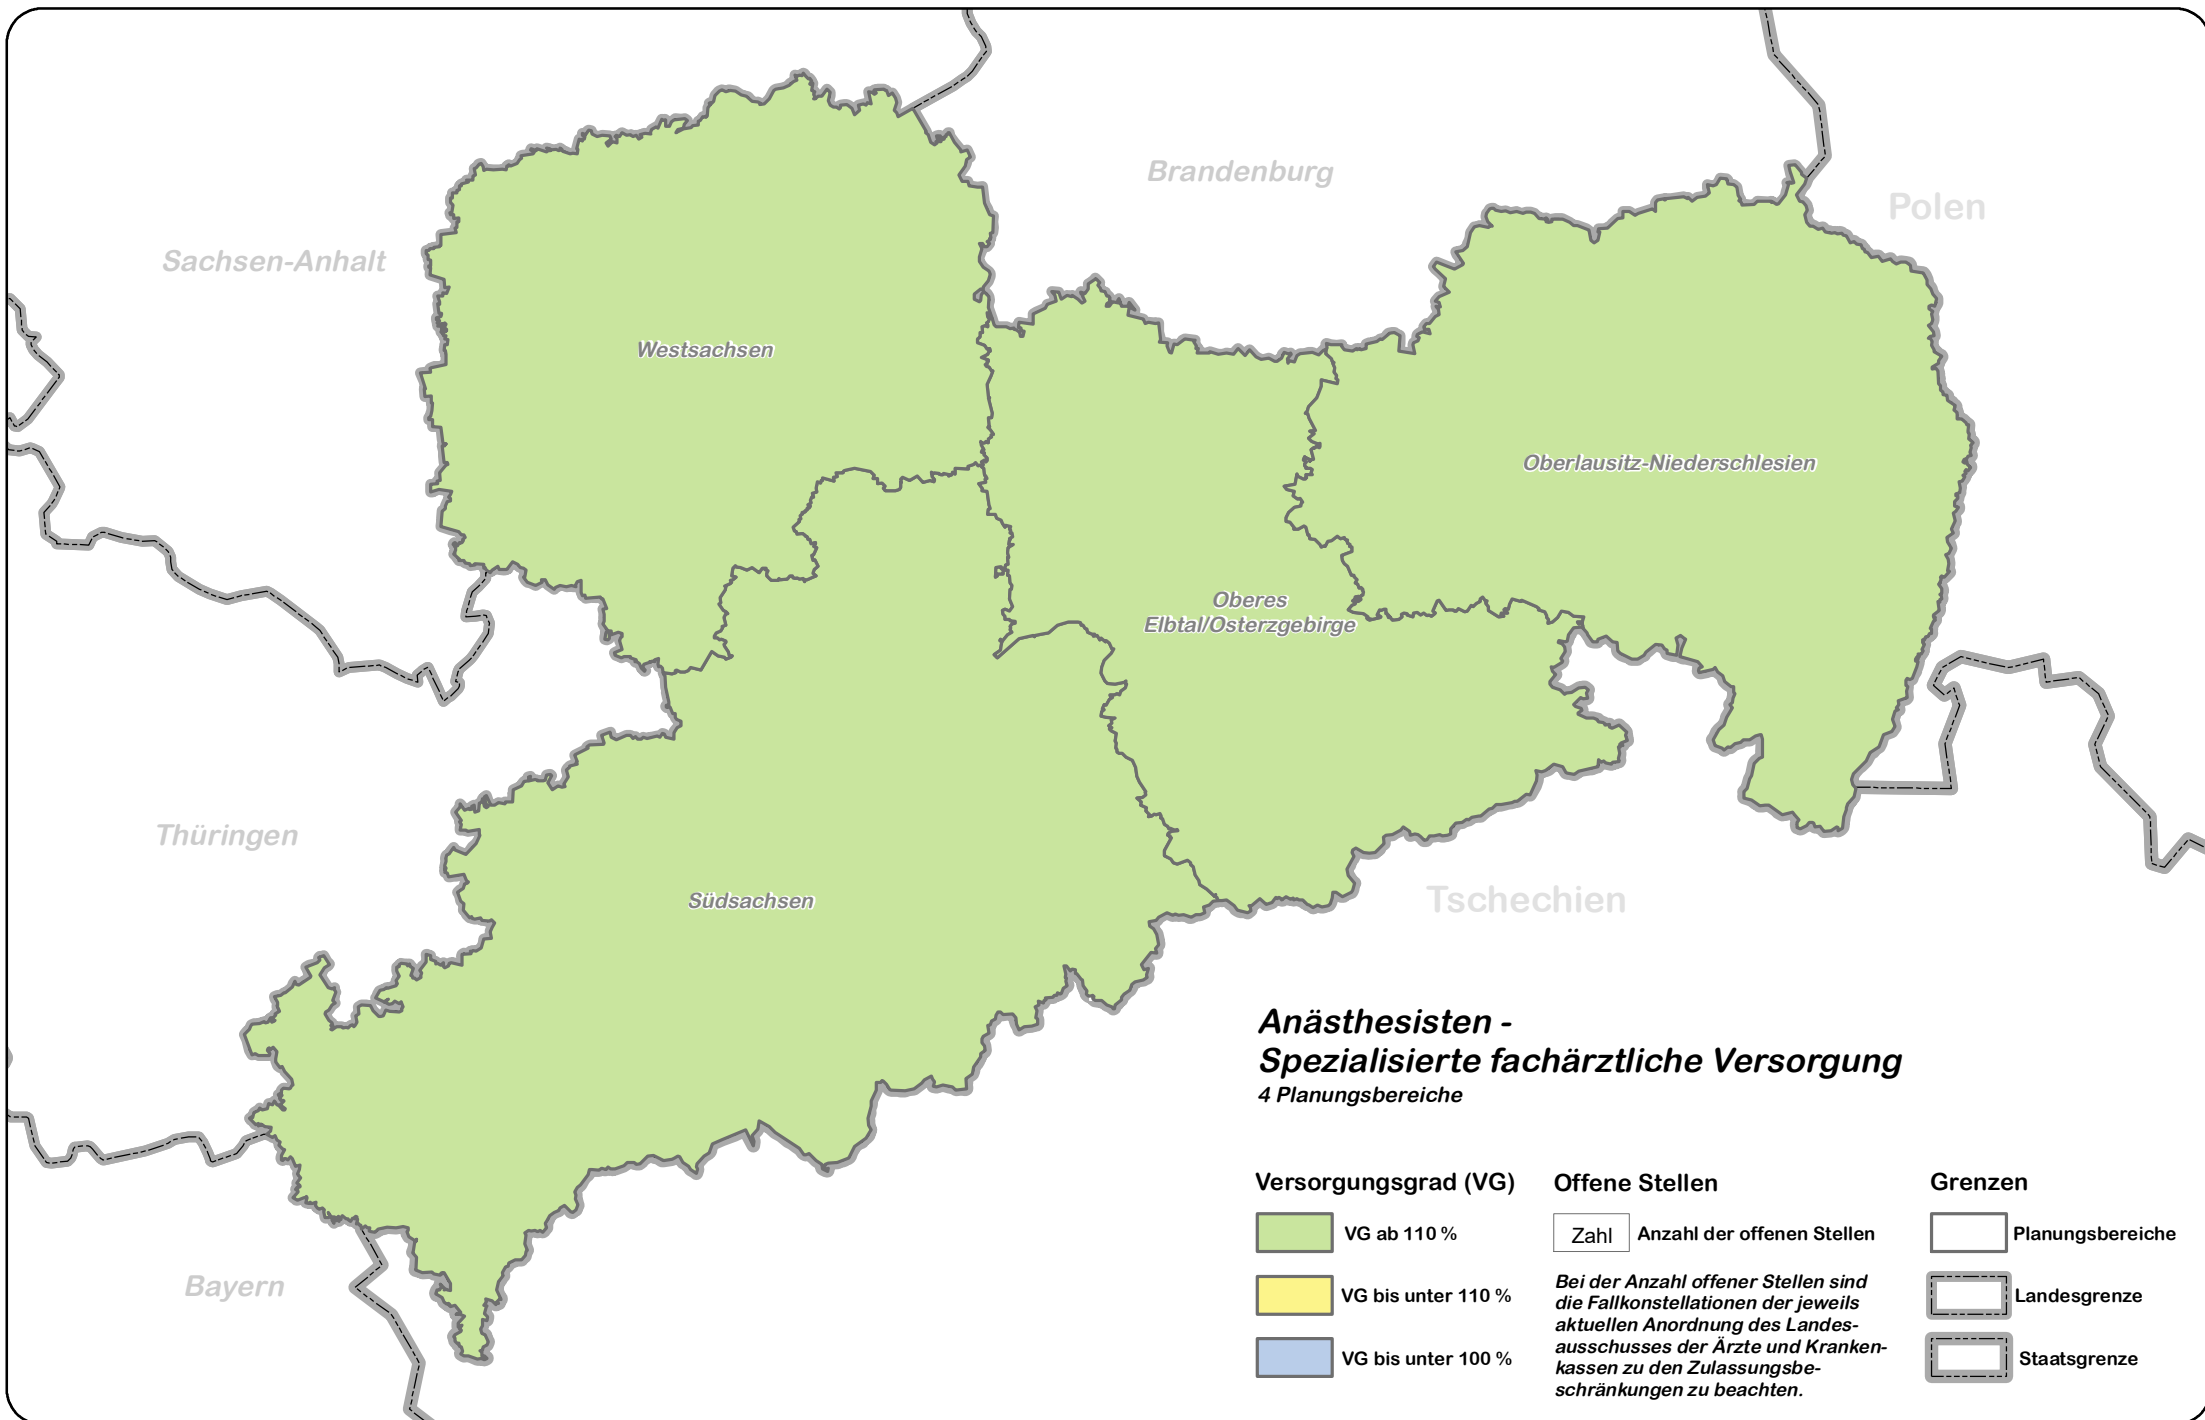 Brandenburg
Polen
Sachsen-Anhalt
Westsachsen
Oberlausitz-Niederschlesien
Oberes
Elbtal/Osterzgebirge
Thüringen
Südsachsen
Tschechien
Bayern
Anästhesisten -
Spezialisierte fachärztliche Versorgung
4 Planungsbereiche
Versorgungsgrad (VG)
VG ab 110 %
VG bis unter 110 %
VG bis unter 100 %
Offene Stellen
Zahl
Anzahl der offenen Stellen
Bei der Anzahl offener Stellen sind
die Fallkonstellationen der jeweils
aktuellen Anordnung des Landes-
ausschusses der Ärzte und Kranken-
kassen zu den Zulassungsbe-
schränkungen zu beachten.
Grenzen
Planungsbereiche
Landesgrenze
Staatsgrenze